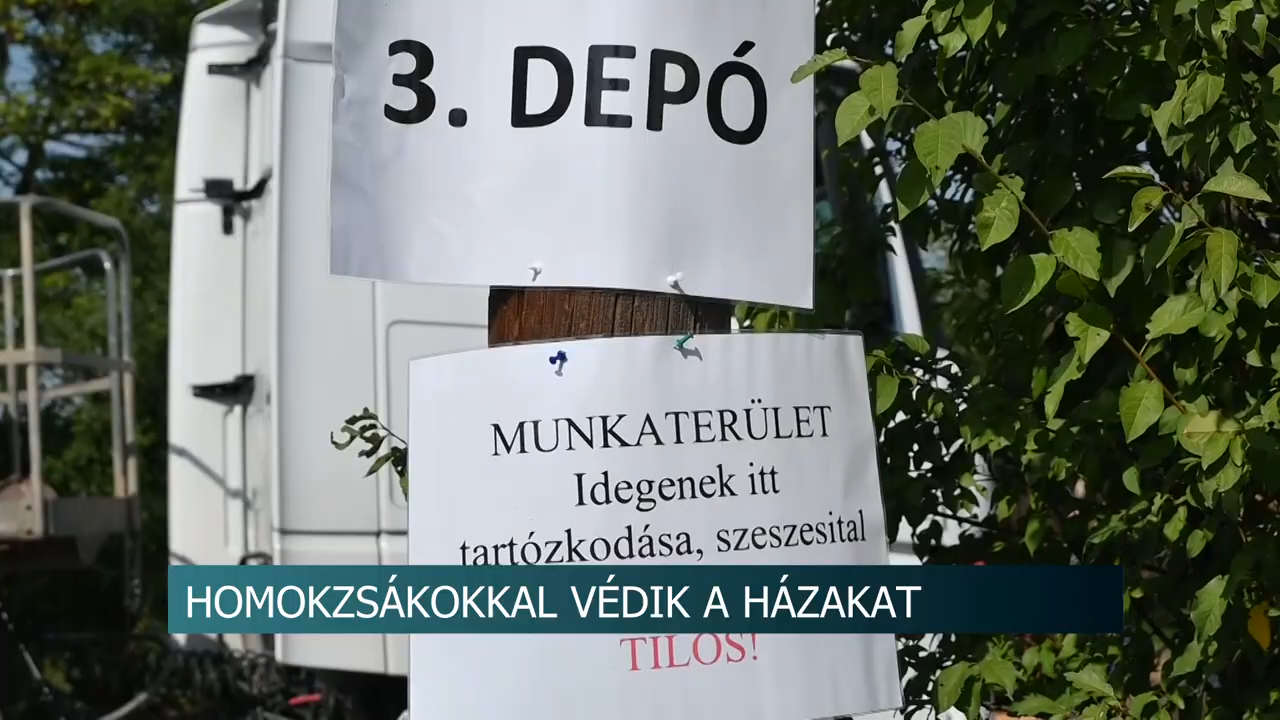 3. DEPÓ
MUNKATERÜLET
Idegenek itt
tartózkodása, szeszesital
HOMOKZSÁKOKKAL VÉDIK A HÁZAKAT
TILOS!